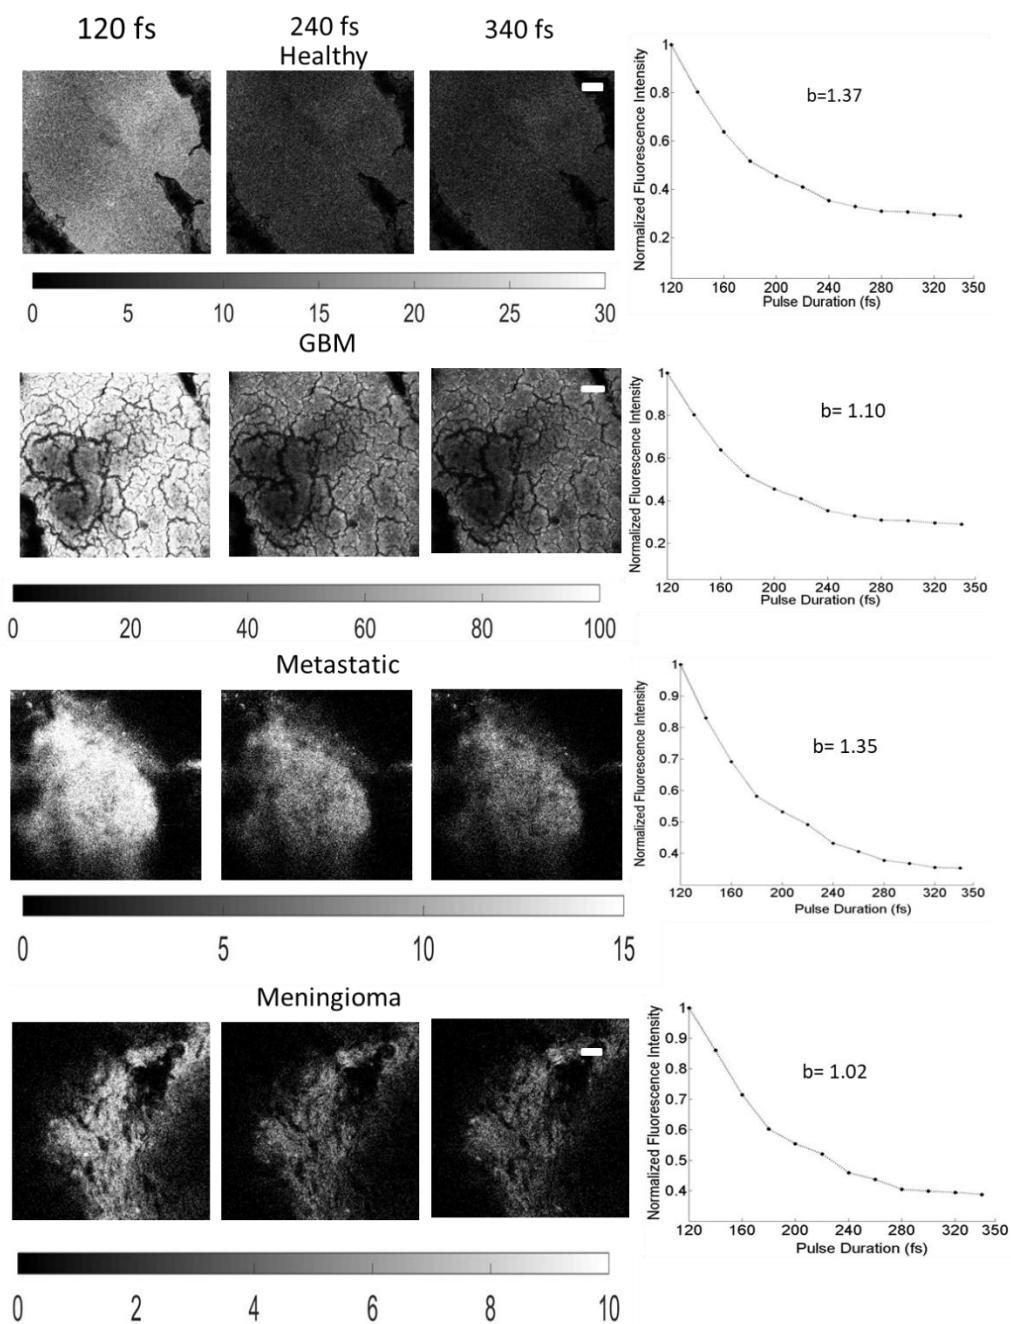 120 fs
240 fs
340 fs
Healthy
Normalized Fluorescence Intensity
1
0.8
0.6
0.4
0.2
b=1.37
120 160 200 240 280 320 350
Pulse Duration (fs)
0 5 10 15 20 25 30
GBM
Normalized Fluorescence Intensity
1
0.8
0.6
0.4
0.2
b= 1.10
120 160 200 240 280 320 350
Pulse Duration (fs)
0 20 40 60 80 100
Metastatic
Normalized Fluorescence Intensity
1
0.9
0.8
0.7
0.6
0.5
0.4
b= 1.35
120 160 200 240 280 320 350
Pulse Duration (fs)
0 5 10 15
Meningioma
Normalized Fluorescence Intensity
1
0.9
0.8
0.7
0.6
0.5
0.4
b= 1.02
120 160 200 240 280 320 350
Pulse Duration (fs)
0 2 4 6 8 10